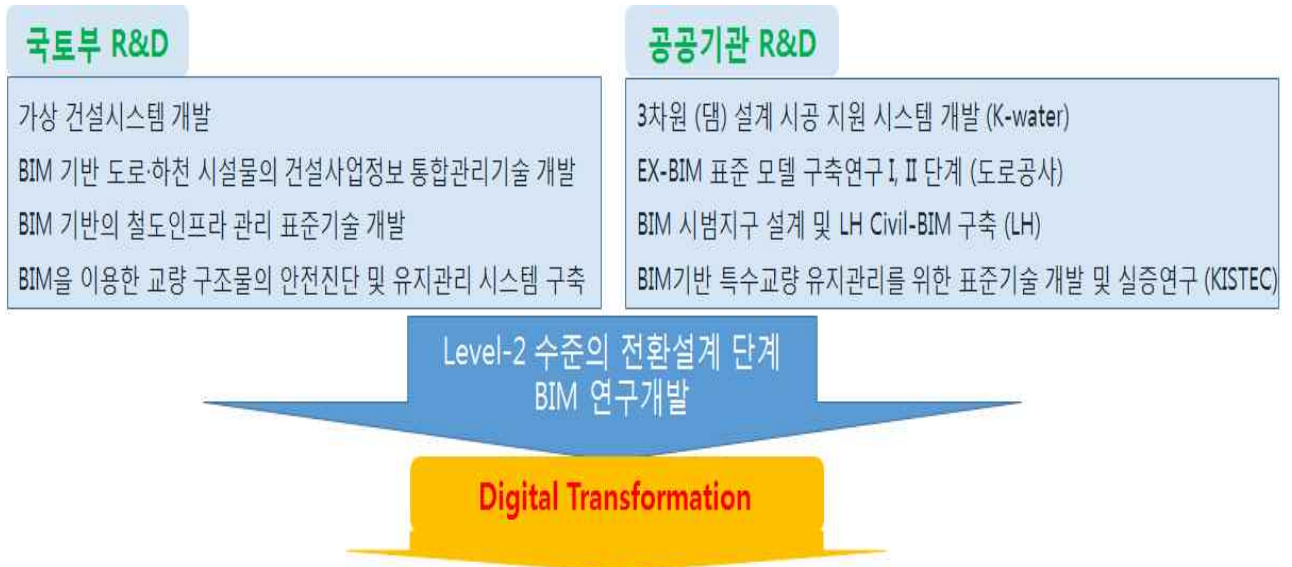 국토부 R&D
가상 건설시스템 개발
BIM 기반 도로·하천 시설물의 건설사업정보 통합관리기술 개발
BIM 기반의 철도인프라 관리 표준기술 개발
BIM을 이용한 교량 구조물의 안전진단 및 유지관리 시스템 구축
공공기관 R&D
3차원 (댐) 설계 시공 지원 시스템 개발 (K-water)
EX-BIM 표준 모델 구축연구 I, II 단계 (도로공사)
BIM 시범지구 설계 및 LH Civil-BIM 구축 (LH)
BIM기반 특수교량 유지관리를 위한 표준기술 개발 및 실증연구 (KISTEC)
Level-2 수준의 전환설계 단계
BIM 연구개발
Digital Transformation